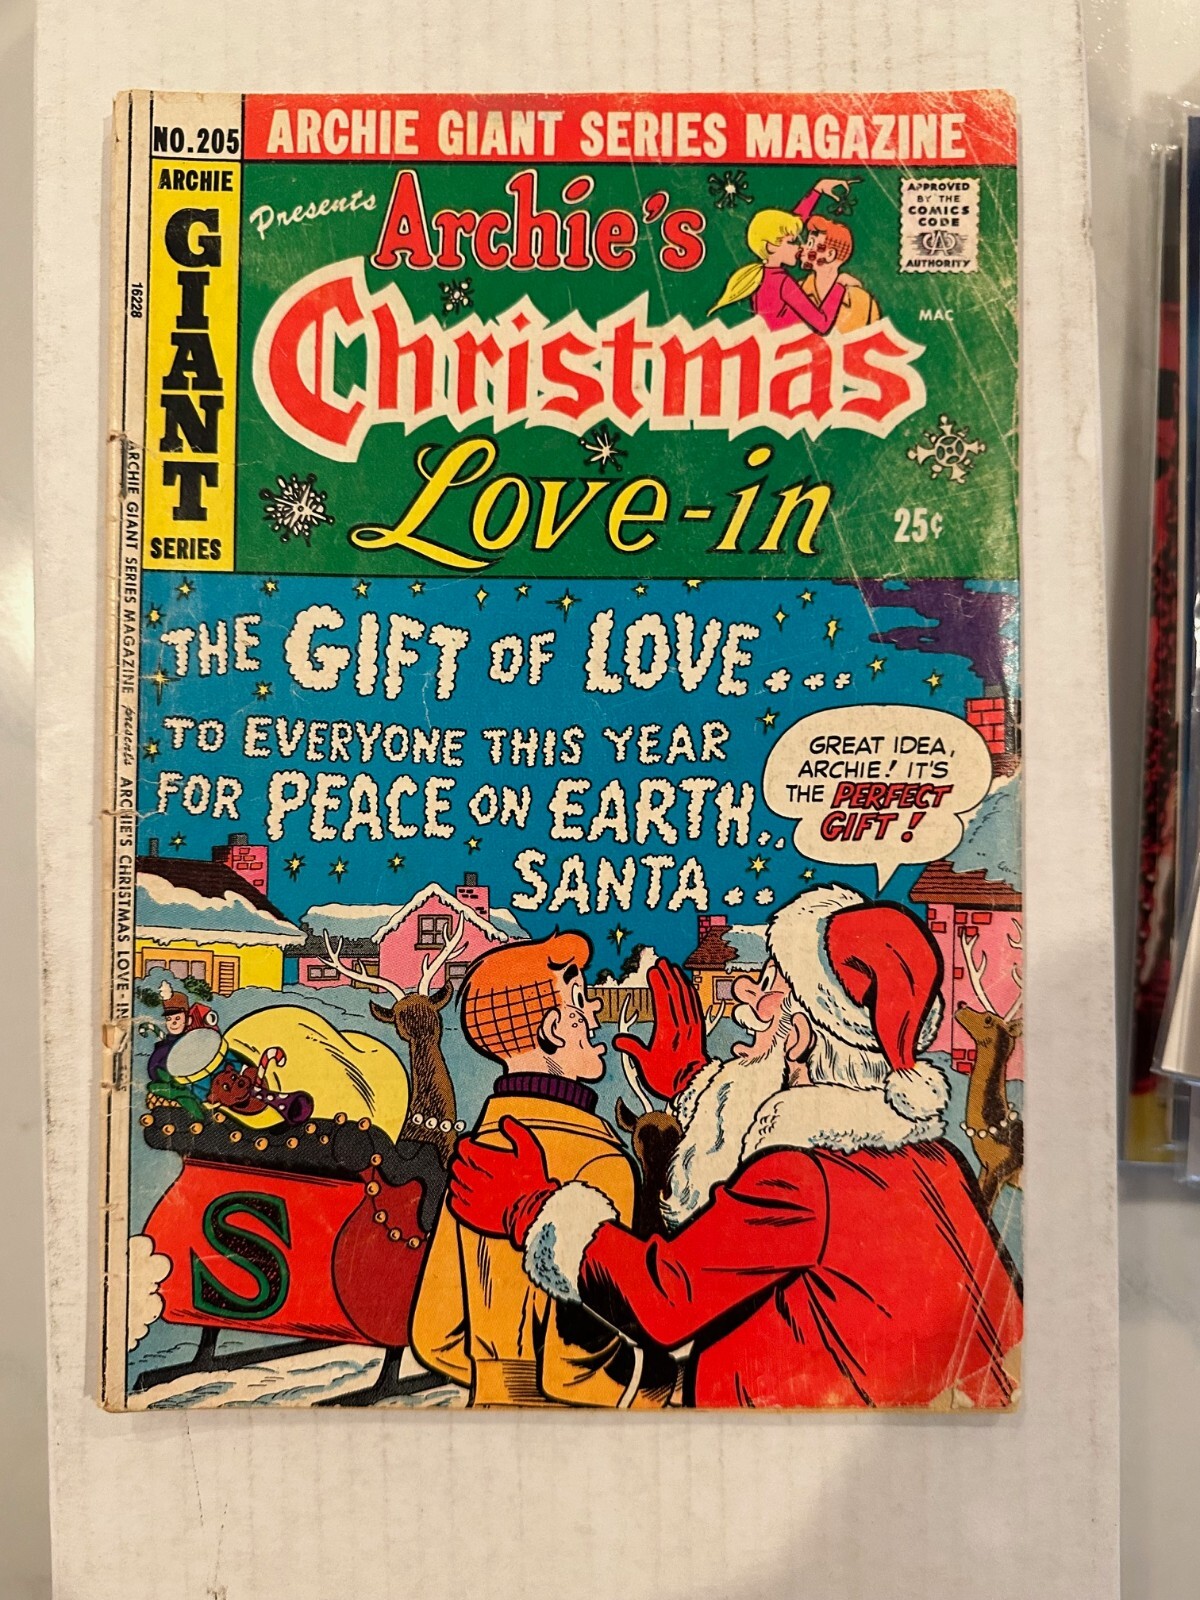 NO.205
ARCHIE GIANT SERIES MAGAZINE
ARCHIE
GIANT
SERIES
Presents
Archie's
Christmas
Love-in
APPROVED
BY THE
COMICS
CODE
CAC
AUTHORITY
MAC
25¢
16228
ARCHIE GIANT SERIES MAGAZINE presents ARCHIE'S CHRISTMAS LOVE-IN
THE GIFT OF LOVE....
TO EVERYONE THIS YEAR
FOR PEACE ON EARTH..
SANTA..
GREAT IDEA,
ARCHIE! IT'S
THE PERFECT
GIFT!
S